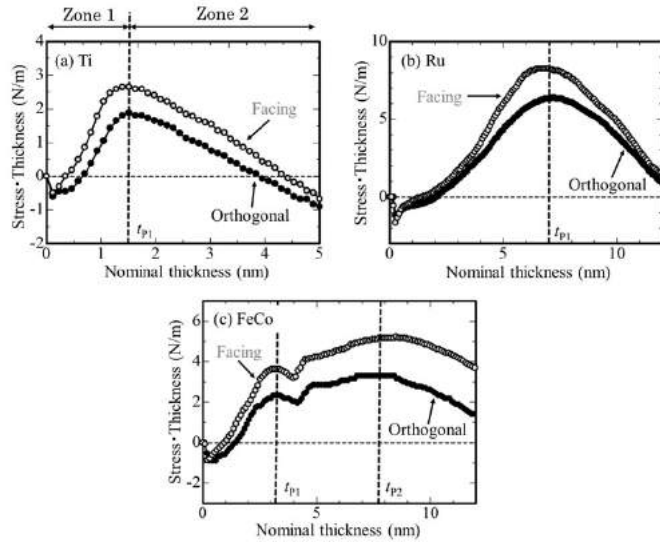 Zone 1 Zone 2
(a) Ti
Stress・Thickness (N/m)
4
3
2
1
0
-1
-2
Facing
Orthogonal
tP1
0 1 2 3 4 5
Nominal thickness (nm)
(b) Ru
Stress・Thickness (N/m)
10
5
0
Facing
Orthogonal
tP1
0 5 10
Nominal thickness (nm)
(c) FeCo
Stress・Thickness (N/m)
6
4
2
0
-2
Facing
Orthogonal
tP1 tP2
0 5 10
Nominal thickness (nm)